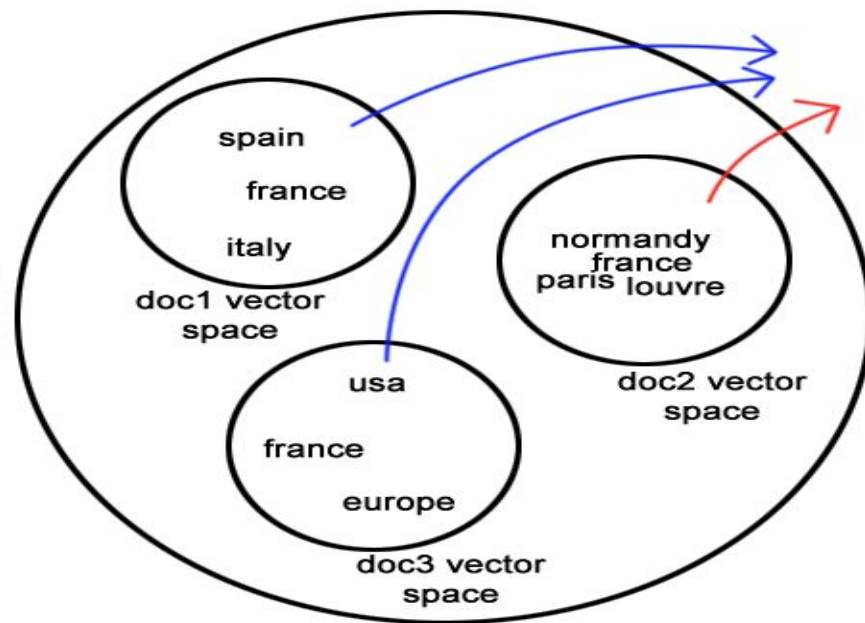 spain
france
italy
doc1 vector
space
normandy
france
paris louvre
doc2 vector
space
usa
france
europe
doc3 vector
space